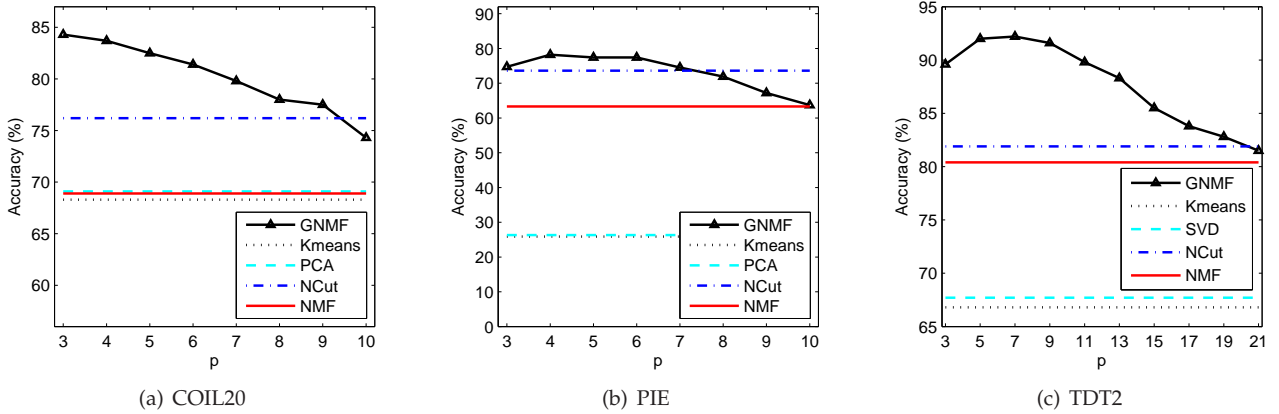 85
80
75
70
65
60
Accuracy (%)
3 4 5 6 7 8 9 10
p
GNMF
Kmeans
PCA
NCut
NMF
(a) COIL20
90
80
70
60
50
40
30
20
10
0
Accuracy (%)
3 4 5 6 7 8 9 10
p
GNMF
Kmeans
PCA
NCut
NMF
(b) PIE
95
90
85
80
75
70
65
Accuracy (%)
3 5 7 9 11 13 15 17 19 21
p
GNMF
Kmeans
SVD
NCut
NMF
(c) TDT2